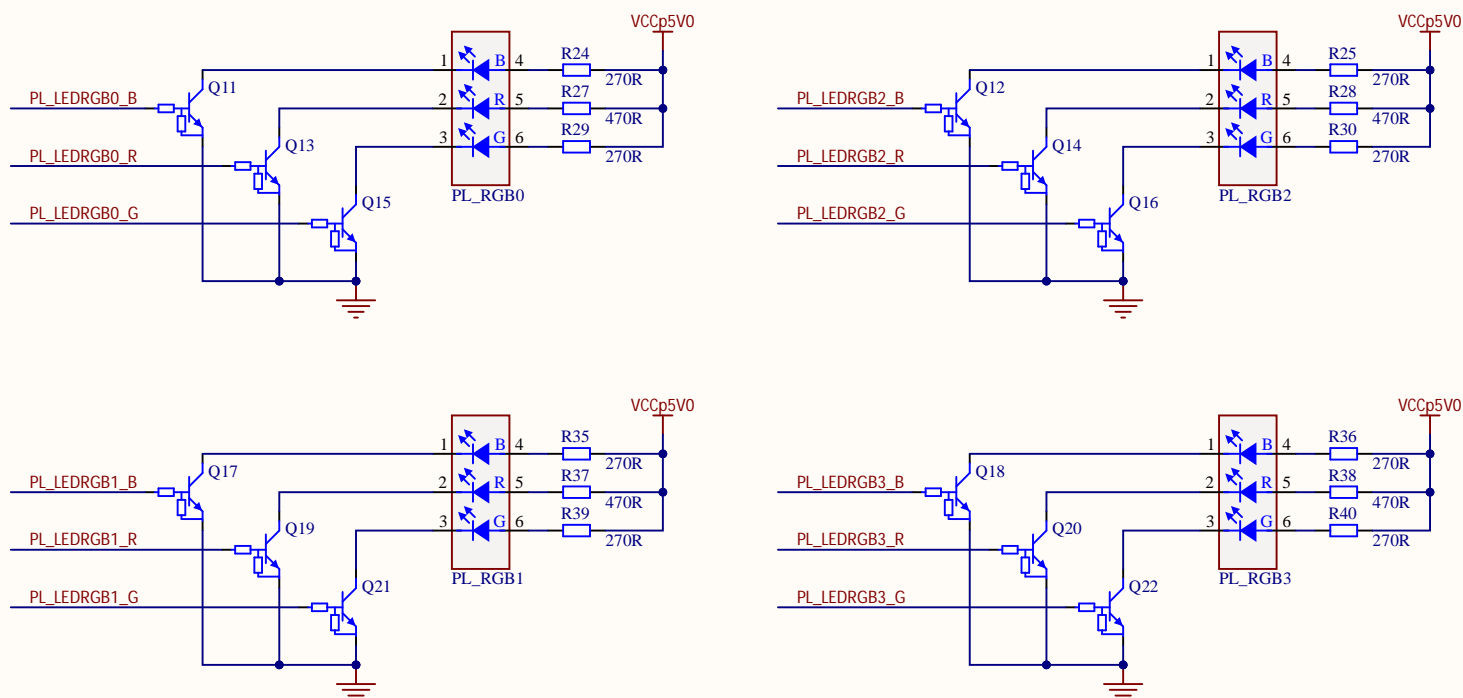 VCCp5V0
1 B 4 R24
270R
Q11
PL_LEDRGB0_B
2 R 5 R27
470R
Q13
PL_LEDRGB0_R
3 G 6 R29
270R
PL_RGB0
Q15
PL_LEDRGB0_G
VCCp5V0
1 B 4 R25
270R
Q12
PL_LEDRGB2_B
2 R 5 R28
470R
Q14
PL_LEDRGB2_R
3 G 6 R30
270R
PL_RGB2
Q16
PL_LEDRGB2_G
VCCp5V0
1 B 4 R35
270R
Q17
PL_LEDRGB1_B
2 R 5 R37
470R
Q19
PL_LEDRGB1_R
3 G 6 R39
270R
PL_RGB1
Q21
PL_LEDRGB1_G
VCCp5V0
1 B 4 R36
270R
Q18
PL_LEDRGB3_B
2 R 5 R38
470R
Q20
PL_LEDRGB3_R
3 G 6 R40
270R
PL_RGB3
Q22
PL_LEDRGB3_G